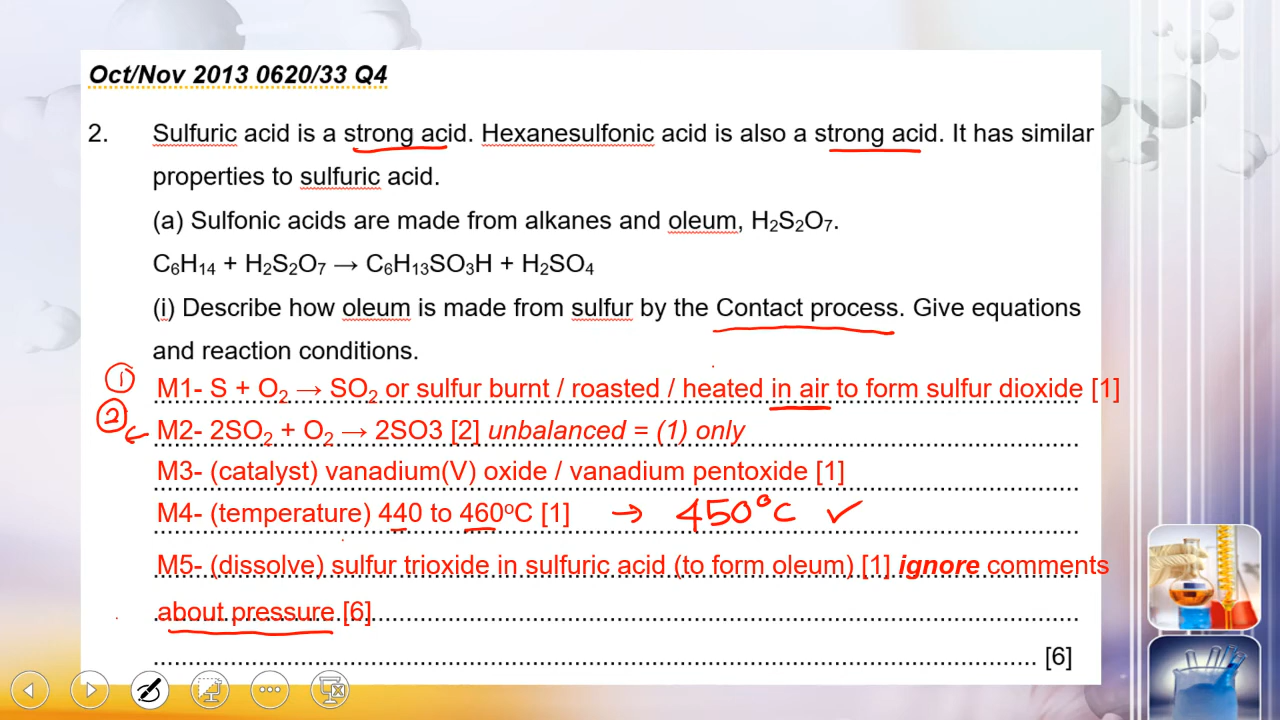 Oct/Nov 2013 0620/33 Q4
2. Sulfuric acid is a strong acid. Hexanesulfonic acid is also a strong acid. It has similar
properties to sulfuric acid.
(a) Sulfonic acids are made from alkanes and oleum, H₂S₂O₇.
C₆H₁₄ + H₂S₂O₇ → C₆H₁₃SO₃H + H₂SO₄
(i) Describe how oleum is made from sulfur by the Contact process. Give equations
and reaction conditions.
① M1- S + O₂ → SO₂ or sulfur burnt / roasted / heated in air to form sulfur dioxide [1]
② M2- 2SO₂ + O₂ → 2SO3 [2] unbalanced = (1) only
M3- (catalyst) vanadium(V) oxide / vanadium pentoxide [1]
M4- (temperature) 440 to 460ºC [1] → 450°C ✓
M5- (dissolve) sulfur trioxide in sulfuric acid (to form oleum) [1] ignore comments
about pressure [6]
[6]